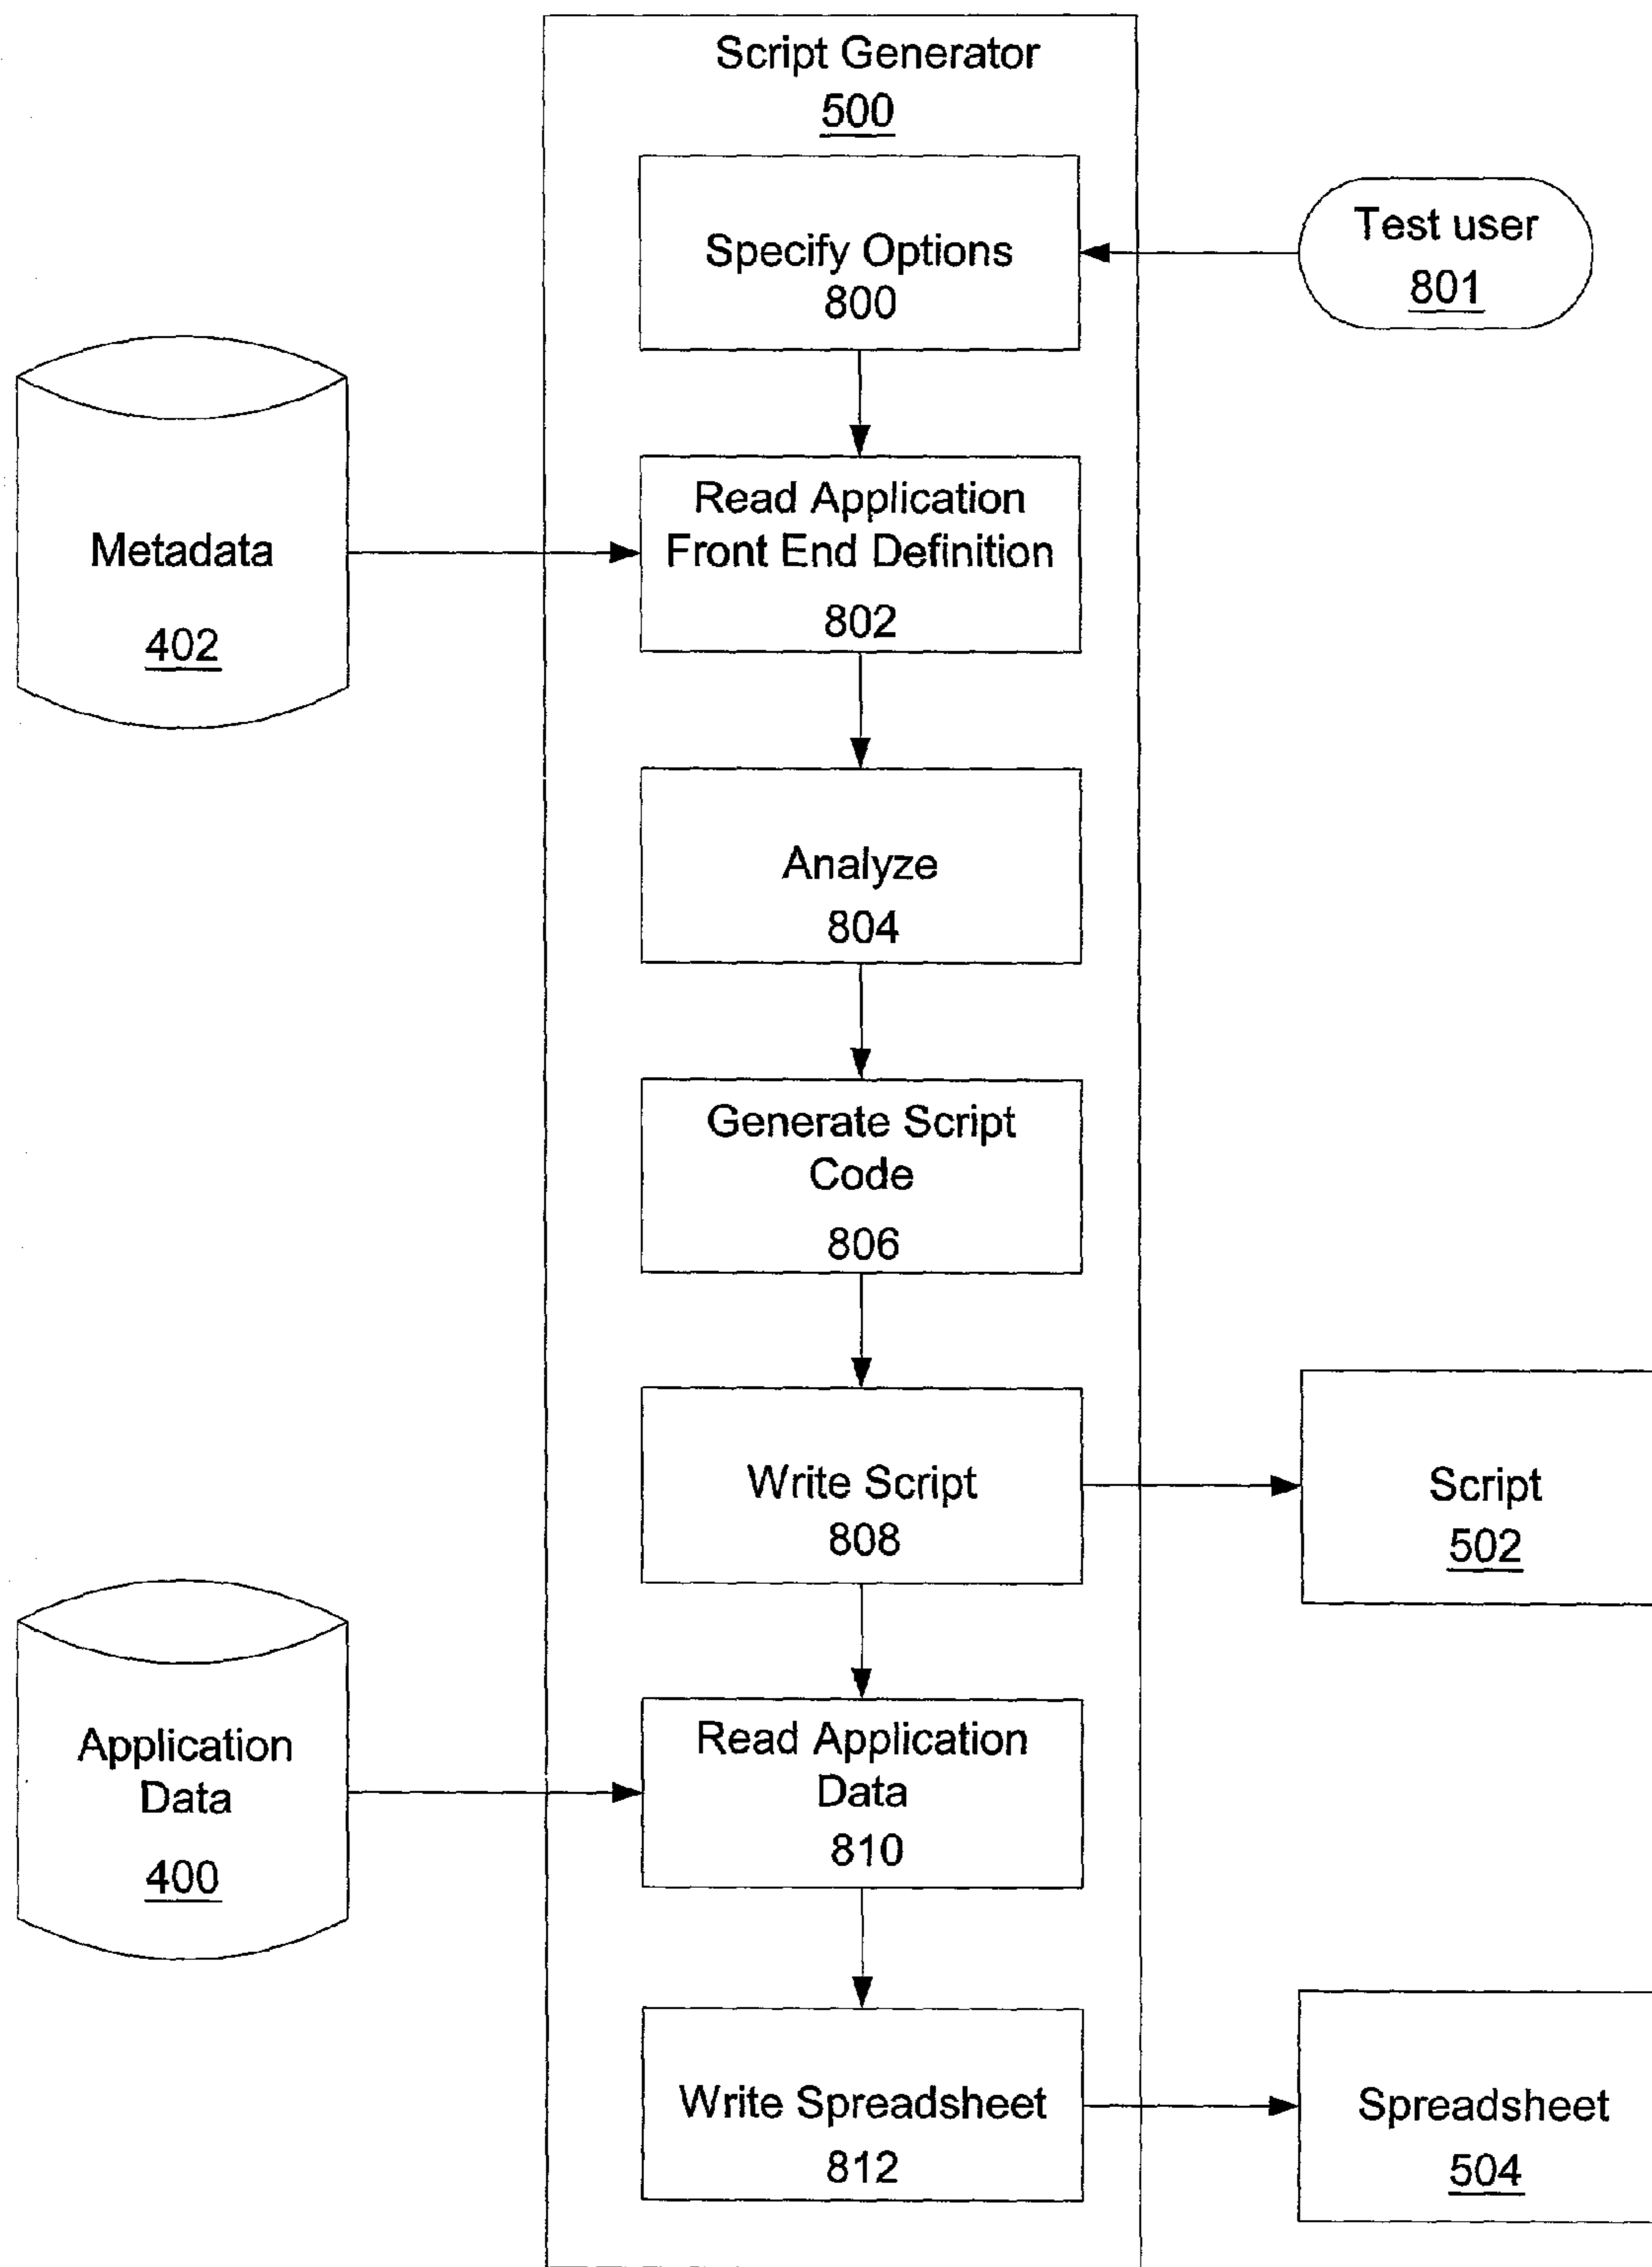 Script Generator
500
Specify Options
800
Test user
801
Metadata
402
Read Application
Front End Definition
802
Analyze
804
Generate Script
Code
806
Write Script
808
Script
502
Application
Data
400
Read Application
Data
810
Write Spreadsheet
812
Spreadsheet
504